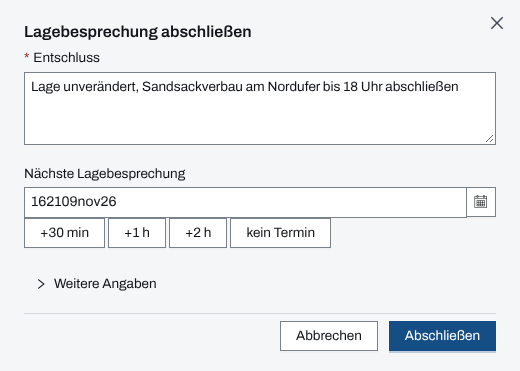 Lagebesprechung abschließen
* Entschluss
Lage unverändert, Sandsackverbau am Nordufer bis 18 Uhr abschließen
Nächste Lagebesprechung
162109nov26
+30 min +1 h +2 h kein Termin
Weitere Angaben
Abbrechen Abschließen